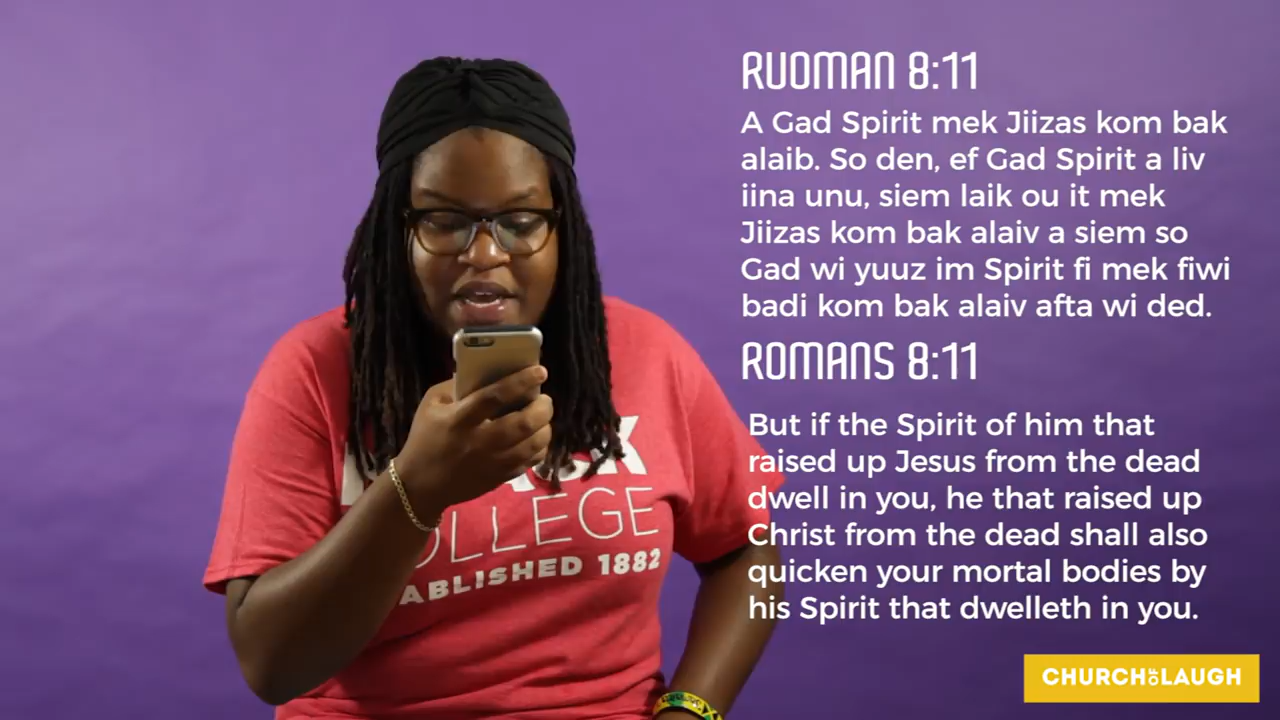 RUOMAN 8:11
A Gad Spirit mek Jiizas kom bak
alaib. So den, ef Gad Spirit a liv
iina unu, siem laik ou it mek
Jiizas kom bak alaiv a siem so
Gad wi yuuz im Spirit fi mek fiwi
badi kom bak alaiv afta wi ded.
ROMANS 8:11
But if the Spirit of him that
raised up Jesus from the dead
dwell in you, he that raised up
Christ from the dead shall also
quicken your mortal bodies by
his Spirit that dwelleth in you.
OLLEGE
ABLISHED 1882
CHURCH OF LAUGH